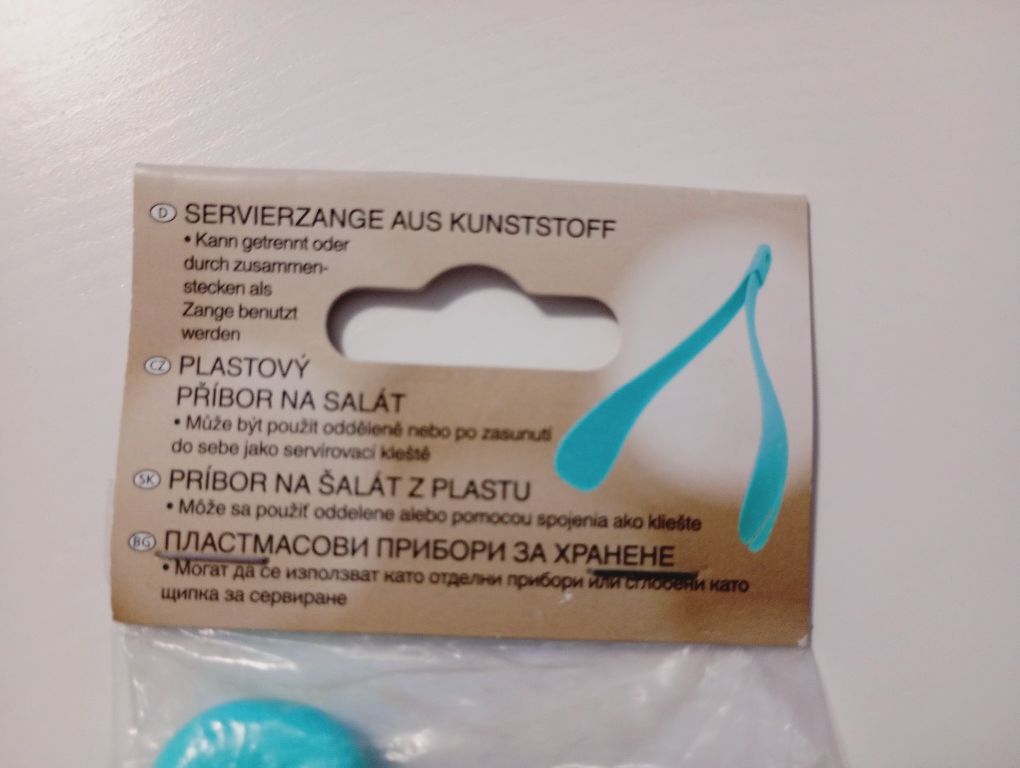 D SERVIERZANGE AUS KUNSTSTOFF
• Kann getrennt oder
durch zusammen-
stecken als
Zange benutzt
werden
CZ PLASTOVÝ
PŘÍBOR NA SALÁT
• Může být použit odděleně nebo po zasunutí
do sebe jako servírovací kleště
SK PRÍBOR NA ŠALÁT Z PLASTU
• Môže sa použiť oddelene alebo pomocou spojenia ako kliešte
BG ПЛАСТМАСОВИ ПРИБОРИ ЗА ХРАНЕНЕ
• Могат да се използват като отделни прибори или сглобени като
щипка за сервиране